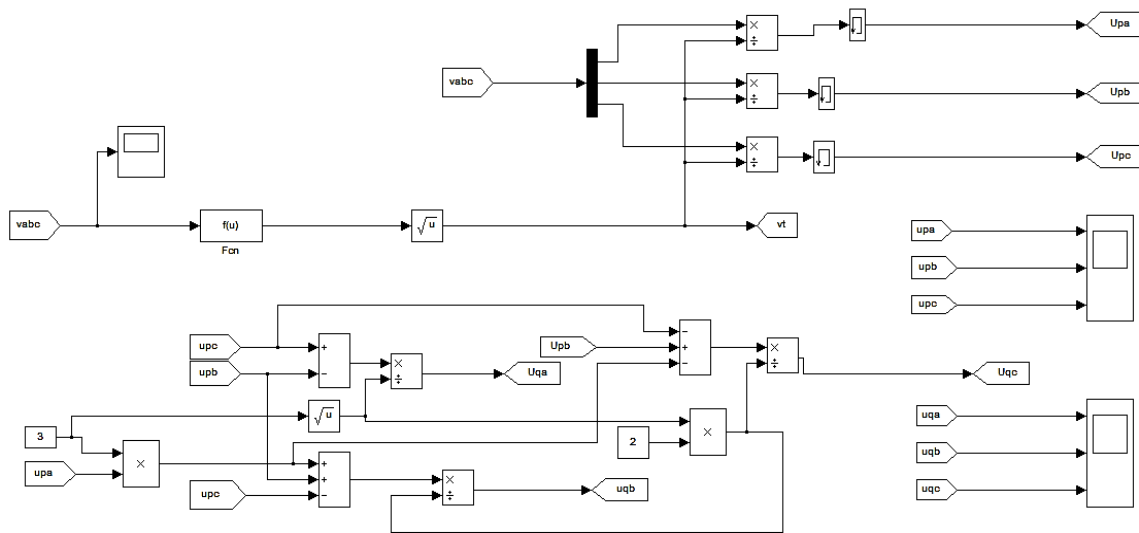 Upa
×
÷
vabc
×
÷
Upb
×
÷
Upc
vabc
f(u)
√u
vt
Fcn
upa
upb
upc
upc
+
−
×
÷
Uqa
upb
Upb
−
+
−
×
÷
Uqc
√u
3
×
2
×
uqa
uqb
uqc
upa
+
+
−
upc
×
÷
uqb